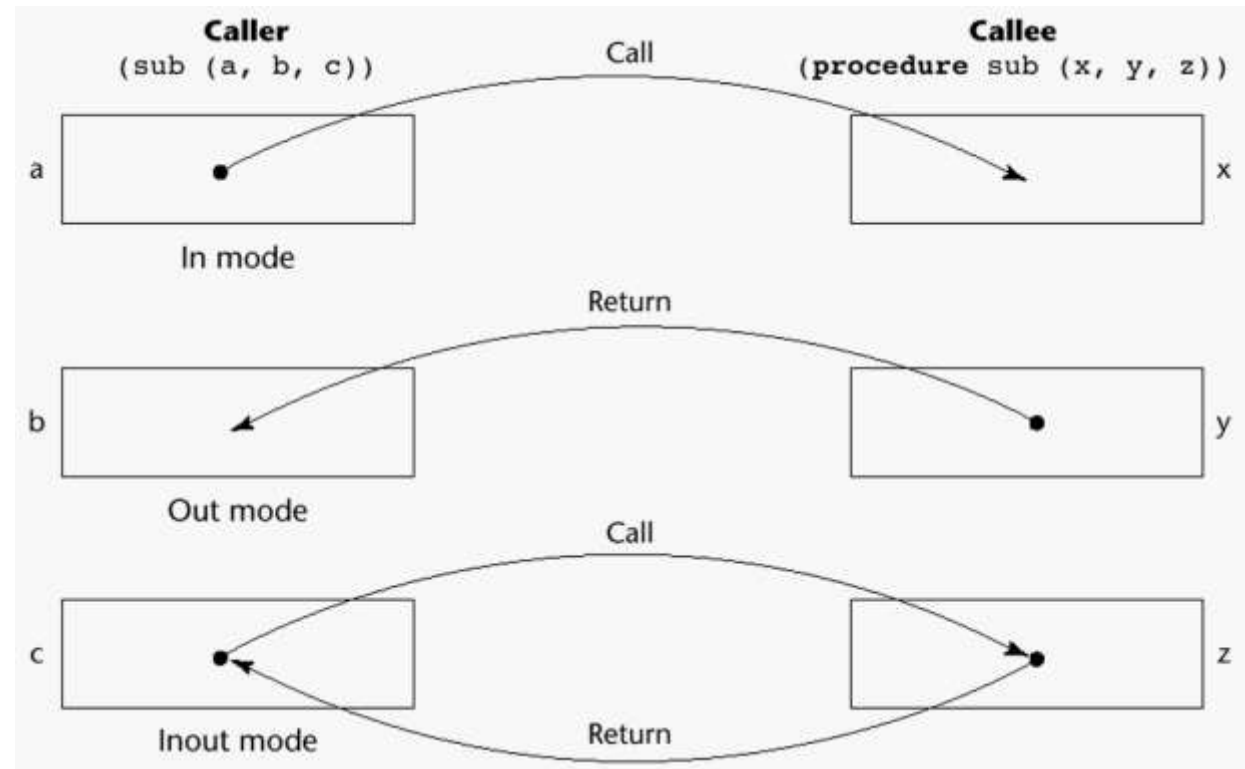 Caller
(sub (a, b, c))
Call
Callee
(procedure sub (x, y, z))
a
x
In mode
Return
b
y
Out mode
Call
c
z
Inout mode
Return